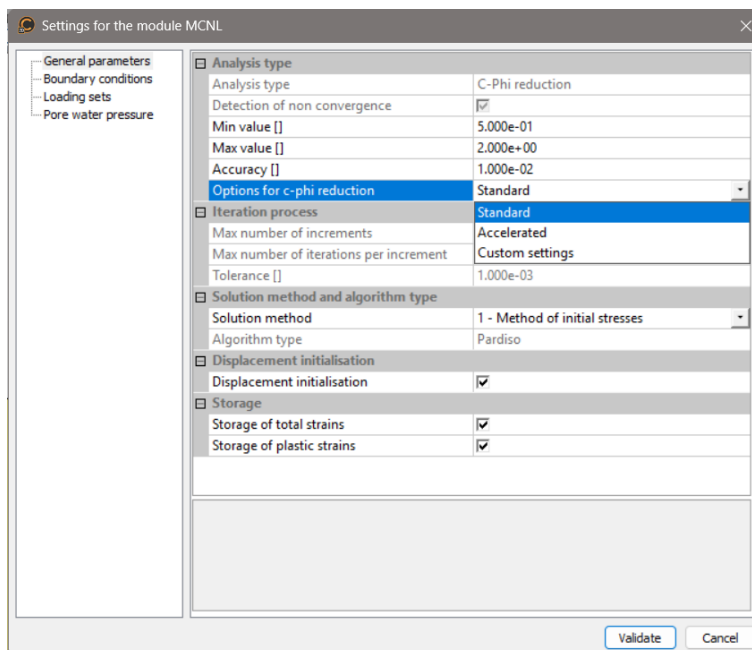 Settings for the module MCNL
General parameters
Boundary conditions
Loading sets
Pore water pressure
Analysis type
Analysis type C-Phi reduction
Detection of non convergence
Min value [] 5.000e-01
Max value [] 2.000e+00
Accuracy [] 1.000e-02
Options for c-phi reduction Standard
Standard
Accelerated
Custom settings
Iteration process
Max number of increments
Max number of iterations per increment
Tolerance [] 1.000e-03
Solution method and algorithm type
Solution method 1 - Method of initial stresses
Algorithm type Pardiso
Displacement initialisation
Displacement initialisation
Storage
Storage of total strains
Storage of plastic strains
Validate Cancel